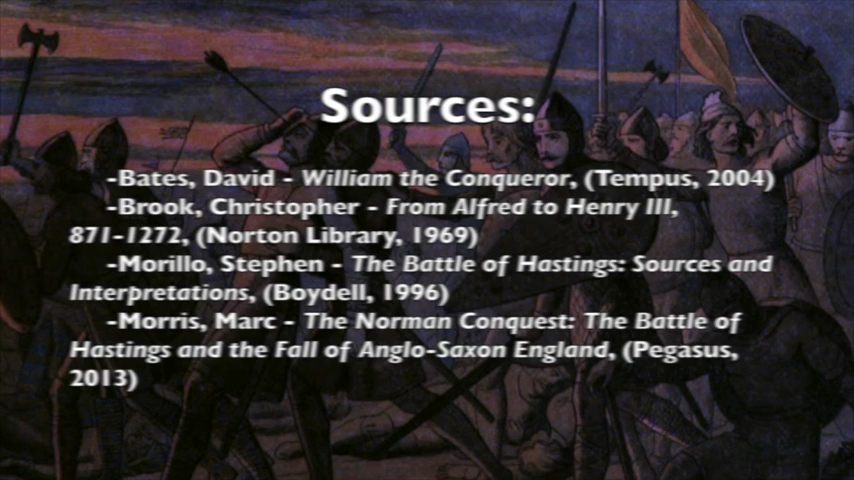 Sources:
-Bates, David - William the Conqueror, (Tempus, 2004)
-Brook, Christopher - From Alfred to Henry III,
871-1272, (Norton Library, 1969)
-Morillo, Stephen - The Battle of Hastings: Sources and
Interpretations, (Boydell, 1996)
-Morris, Marc - The Norman Conquest: The Battle of
Hastings and the Fall of Anglo-Saxon England, (Pegasus,
2013)